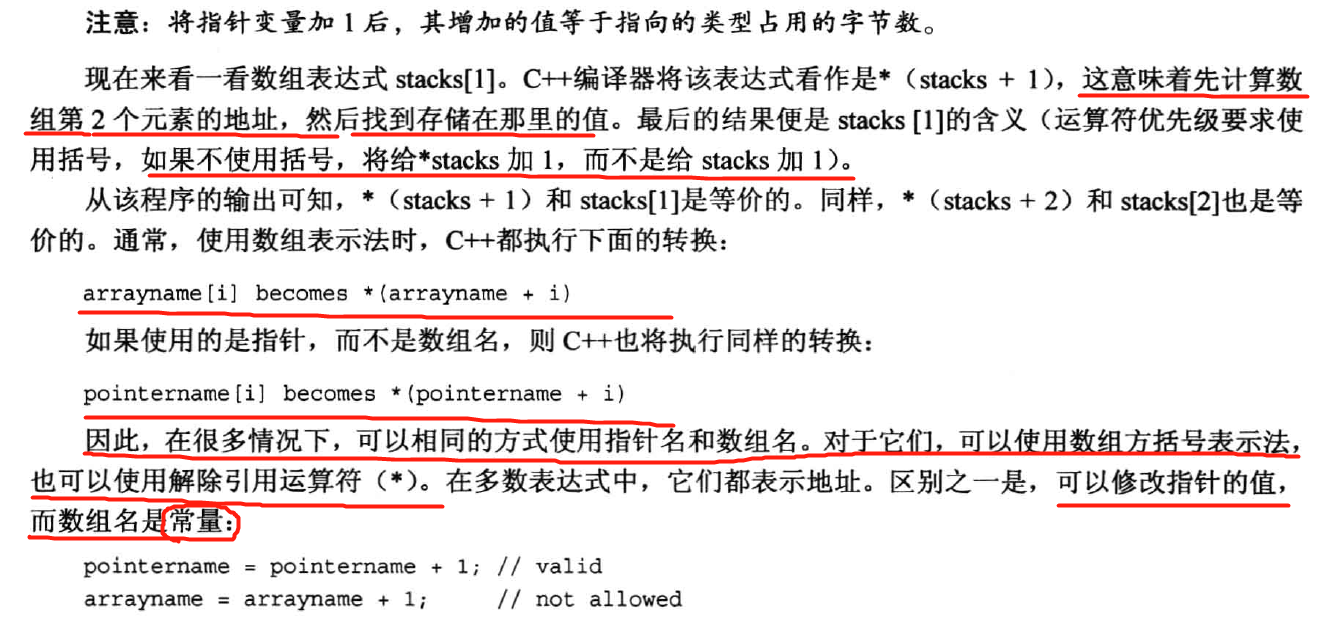 注意：将指针变量加 1 后，其增加的值等于指向的类型占用的字节数。
现在来看一看数组表达式 stacks[1]。C++编译器将该表达式看作是*（stacks + 1），这意味着先计算数
组第 2 个元素的地址，然后找到存储在那里的值。最后的结果便是 stacks [1]的含义（运算符优先级要求使
用括号，如果不使用括号，将给*stacks 加 1，而不是给 stacks 加 1）。
从该程序的输出可知，*（stacks + 1）和 stacks[1]是等价的。同样，*（stacks + 2）和 stacks[2]也是等
价的。通常，使用数组表示法时，C++都执行下面的转换：
arrayname[i] becomes *(arrayname + i)
如果使用的是指针，而不是数组名，则 C++也将执行同样的转换：
pointername[i] becomes *(pointername + i)
因此，在很多情况下，可以相同的方式使用指针名和数组名。对于它们，可以使用数组方括号表示法，
也可以使用解除引用运算符（*）。在多数表达式中，它们都表示地址。区别之一是，可以修改指针的值，
而数组名是常量：
pointername = pointername + 1; // valid
arrayname = arrayname + 1; // not allowed